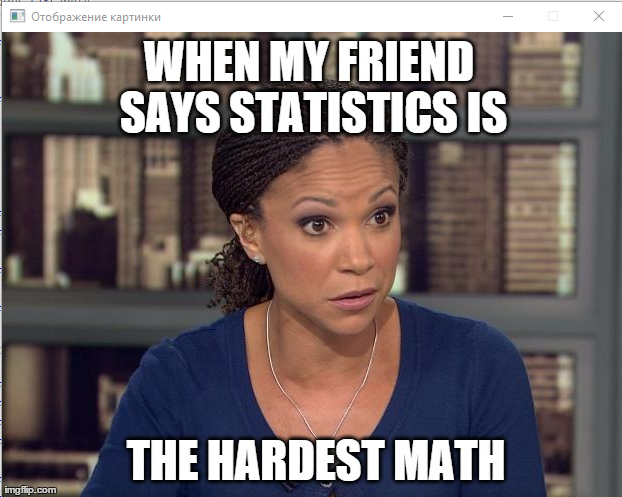 Отображение картинки
WHEN MY FRIEND
SAYS STATISTICS IS
THE HARDEST MATH
imgflip.com